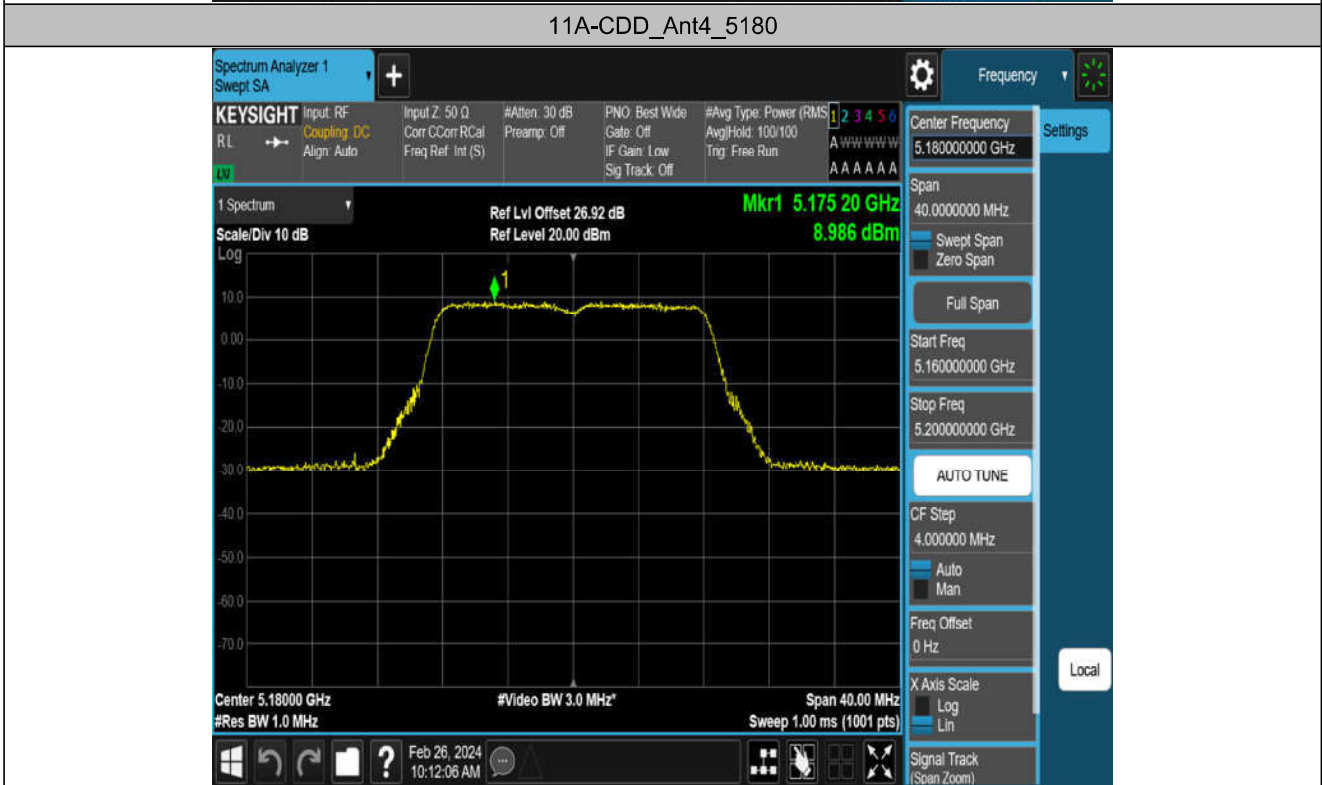 11A-CDD_Ant4_5180
Spectrum Analyzer 1
Swept SA
+
Frequency
KEYSIGHT
RL
LXI
Input: RF
Coupling: DC
Align: Auto
Input Z: 50 Ω
Corr CCorr RCal
Freq Ref: Int (S)
#Atten: 30 dB
Preamp: Off
PNO: Best Wide
Gate: Off
IF Gain: Low
Sig Track: Off
#Avg Type: Power (RMS
Avg|Hold: 100/100
Trig: Free Run
1 2 3 4 5 6
A W W W W W
A A A A A A
1 Spectrum
Scale/Div 10 dB
Log
Ref Lvl Offset 26.92 dB
Ref Level 20.00 dBm
Mkr1 5.175 20 GHz
8.986 dBm
1
10.0
0.00
-10.0
-20.0
-30.0
-40.0
-50.0
-60.0
-70.0
Center 5.18000 GHz
#Res BW 1.0 MHz
#Video BW 3.0 MHz*
Span 40.00 MHz
Sweep 1.00 ms (1001 pts)
Feb 26, 2024
10:12:06 AM
?
Center Frequency
5.180000000 GHz
Settings
Span
40.0000000 MHz
Swept Span
Zero Span
Full Span
Start Freq
5.160000000 GHz
Stop Freq
5.200000000 GHz
AUTO TUNE
CF Step
4.000000 MHz
Auto
Man
Freq Offset
0 Hz
Local
X Axis Scale
Log
Lin
Signal Track
(Span Zoom)